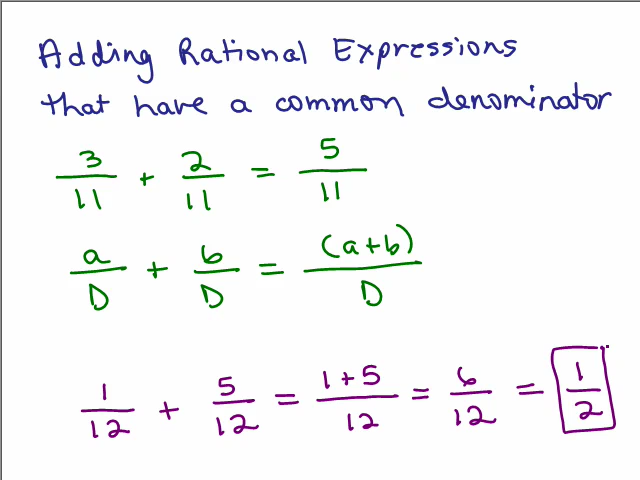 Adding Rational Expressions
that have a common denominator
3/11 + 2/11 = 5/11
a/D + b/D = (a+b)/D
1/12 + 5/12 = 1+5/12 = 6/12 = 1/2